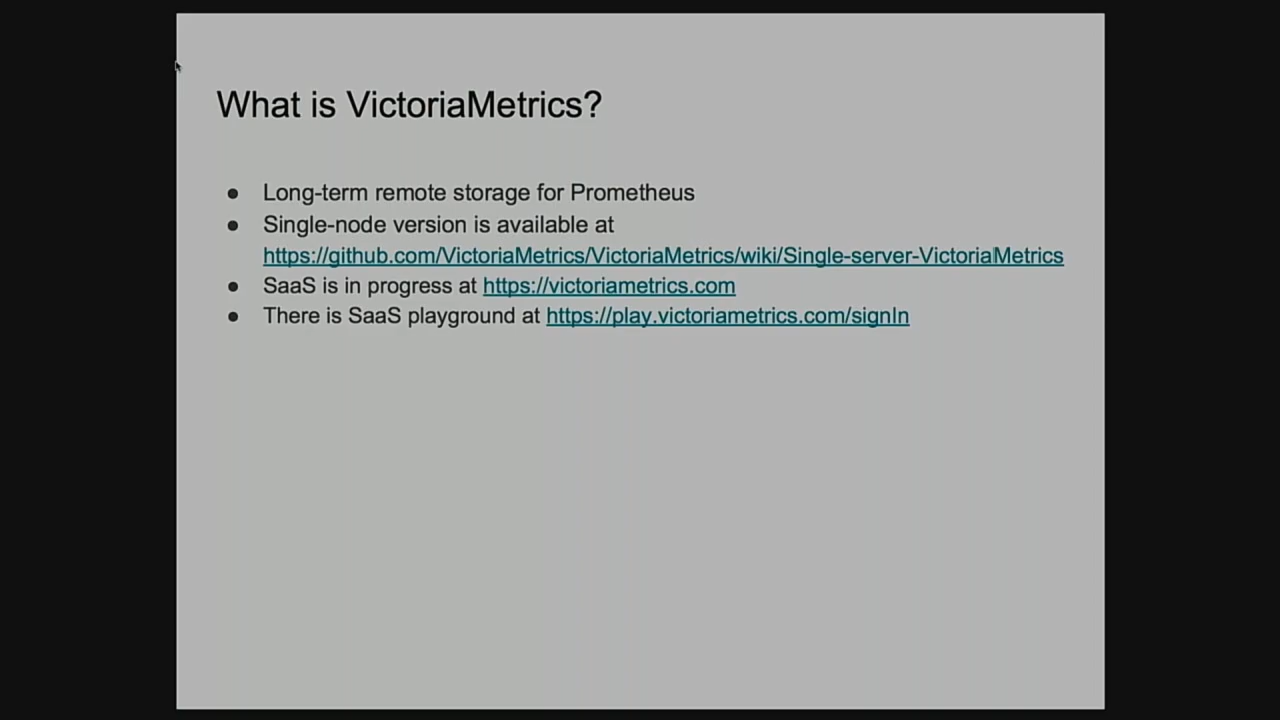 What is VictoriaMetrics?
● Long-term remote storage for Prometheus
● Single-node version is available at
https://github.com/VictoriaMetrics/VictoriaMetrics/wiki/Single-server-VictoriaMetrics
● SaaS is in progress at https://victoriametrics.com
● There is SaaS playground at https://play.victoriametrics.com/signIn